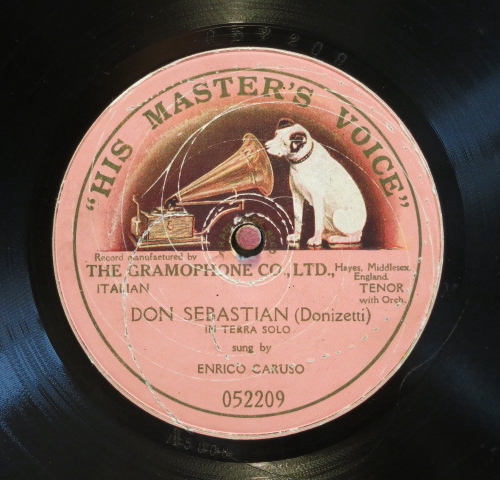 052209
"HIS MASTER'S VOICE"
Record manufactured by
THE GRAMOPHONE CO., LTD., Hayes, Middlesex, England.
ITALIAN TENOR
with Orch.
DON SEBASTIAN (Donizetti)
IN TERRA SOLO
sung by
ENRICO CARUSO
052209